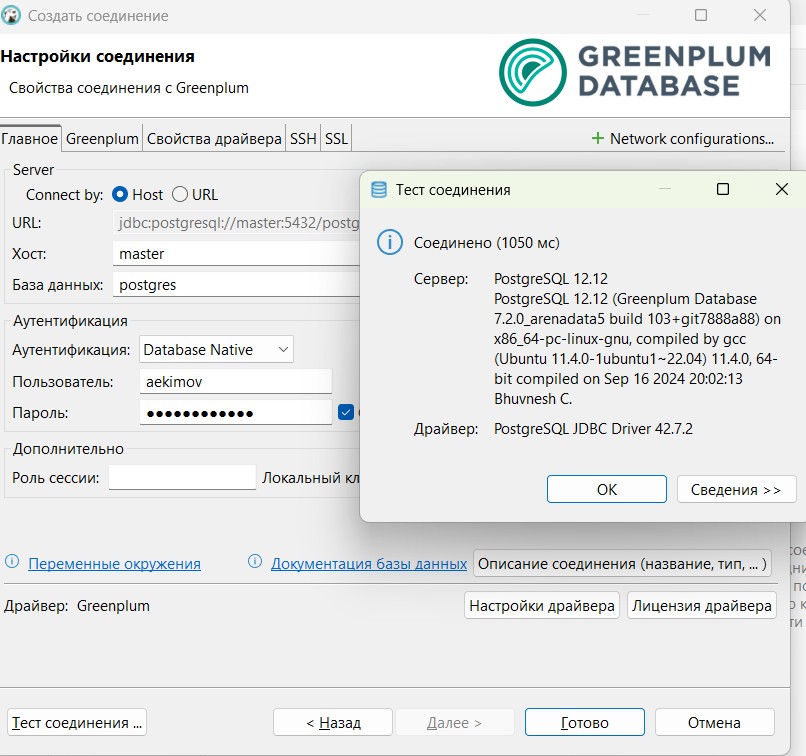 Создать соединение
Настройки соединения
Свойства соединения с Greenplum
GREENPLUM
DATABASE
Главное Greenplum Свойства драйвера SSH SSL
+ Network configurations...
Server
Connect by: Host URL
URL: jdbc:postgresql://master:5432/postg
Хост: master
База данных: postgres
Аутентификация
Аутентификация: Database Native
Пользователь: aekimov
Пароль: ••••••••••••
Дополнительно
Роль сессии:
Локальный кл
Тест соединения
Соединено (1050 мс)
Сервер: PostgreSQL 12.12
PostgreSQL 12.12 (Greenplum Database
7.2.0_arenadata5 build 103+git7888a88) on
x86_64-pc-linux-gnu, compiled by gcc
(Ubuntu 11.4.0-1ubuntu1~22.04) 11.4.0, 64-
bit compiled on Sep 16 2024 20:02:13
Bhuvnesh C.
Драйвер: PostgreSQL JDBC Driver 42.7.2
OK
Сведения >>
Переменные окружения
Документация базы данных
Описание соединения (название, тип, ... )
Драйвер: Greenplum
Настройки драйвера
Лицензия драйвера
Тест соединения ...
< Назад
Далее >
Готово
Отмена